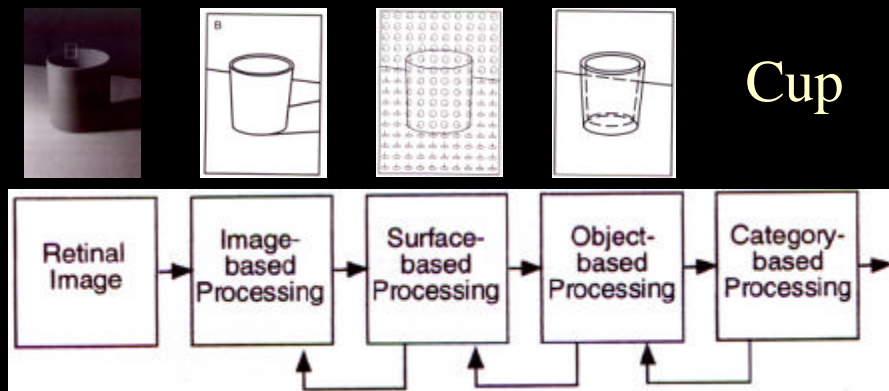 B
Cup
Retinal
Image
Image-
based
Processing
Surface-
based
Processing
Object-
based
Processing
Category-
based
Processing